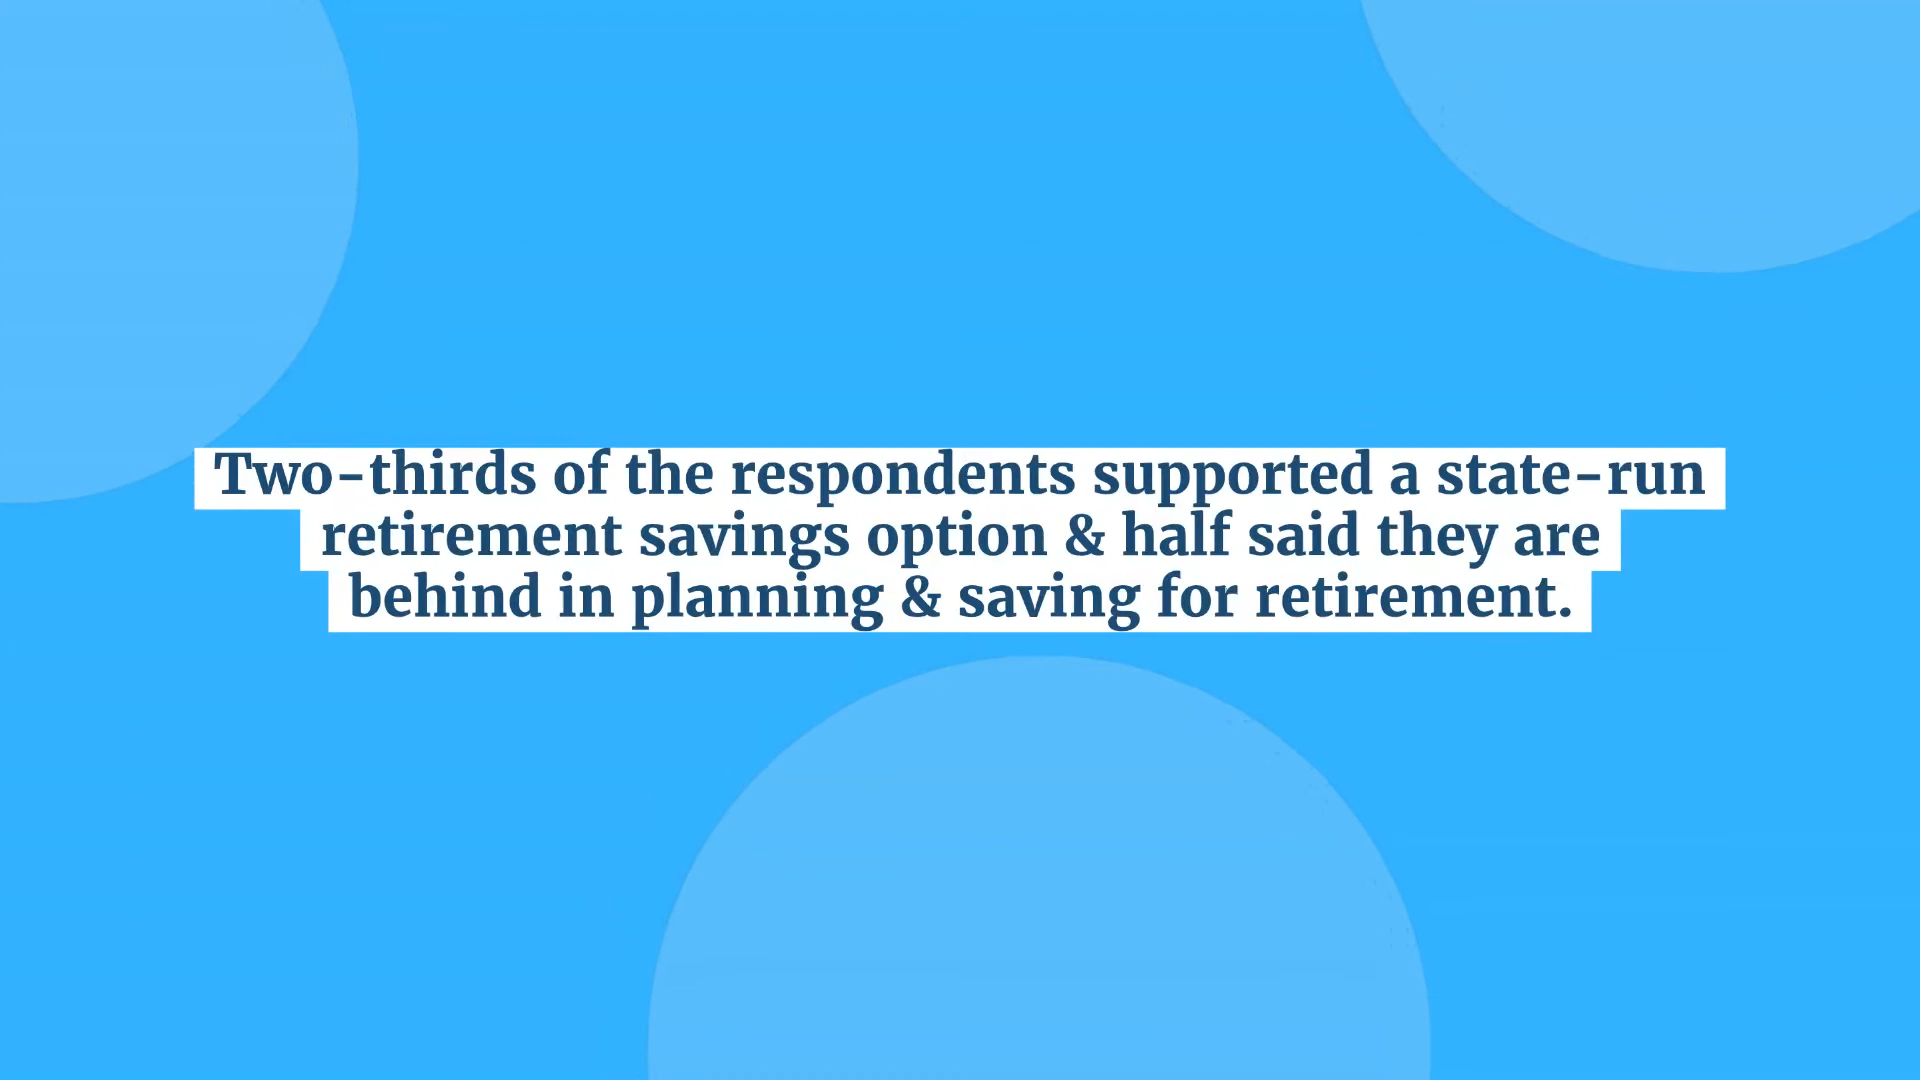 Two-thirds of the respondents supported a state-run
retirement savings option & half said they are
behind in planning & saving for retirement.